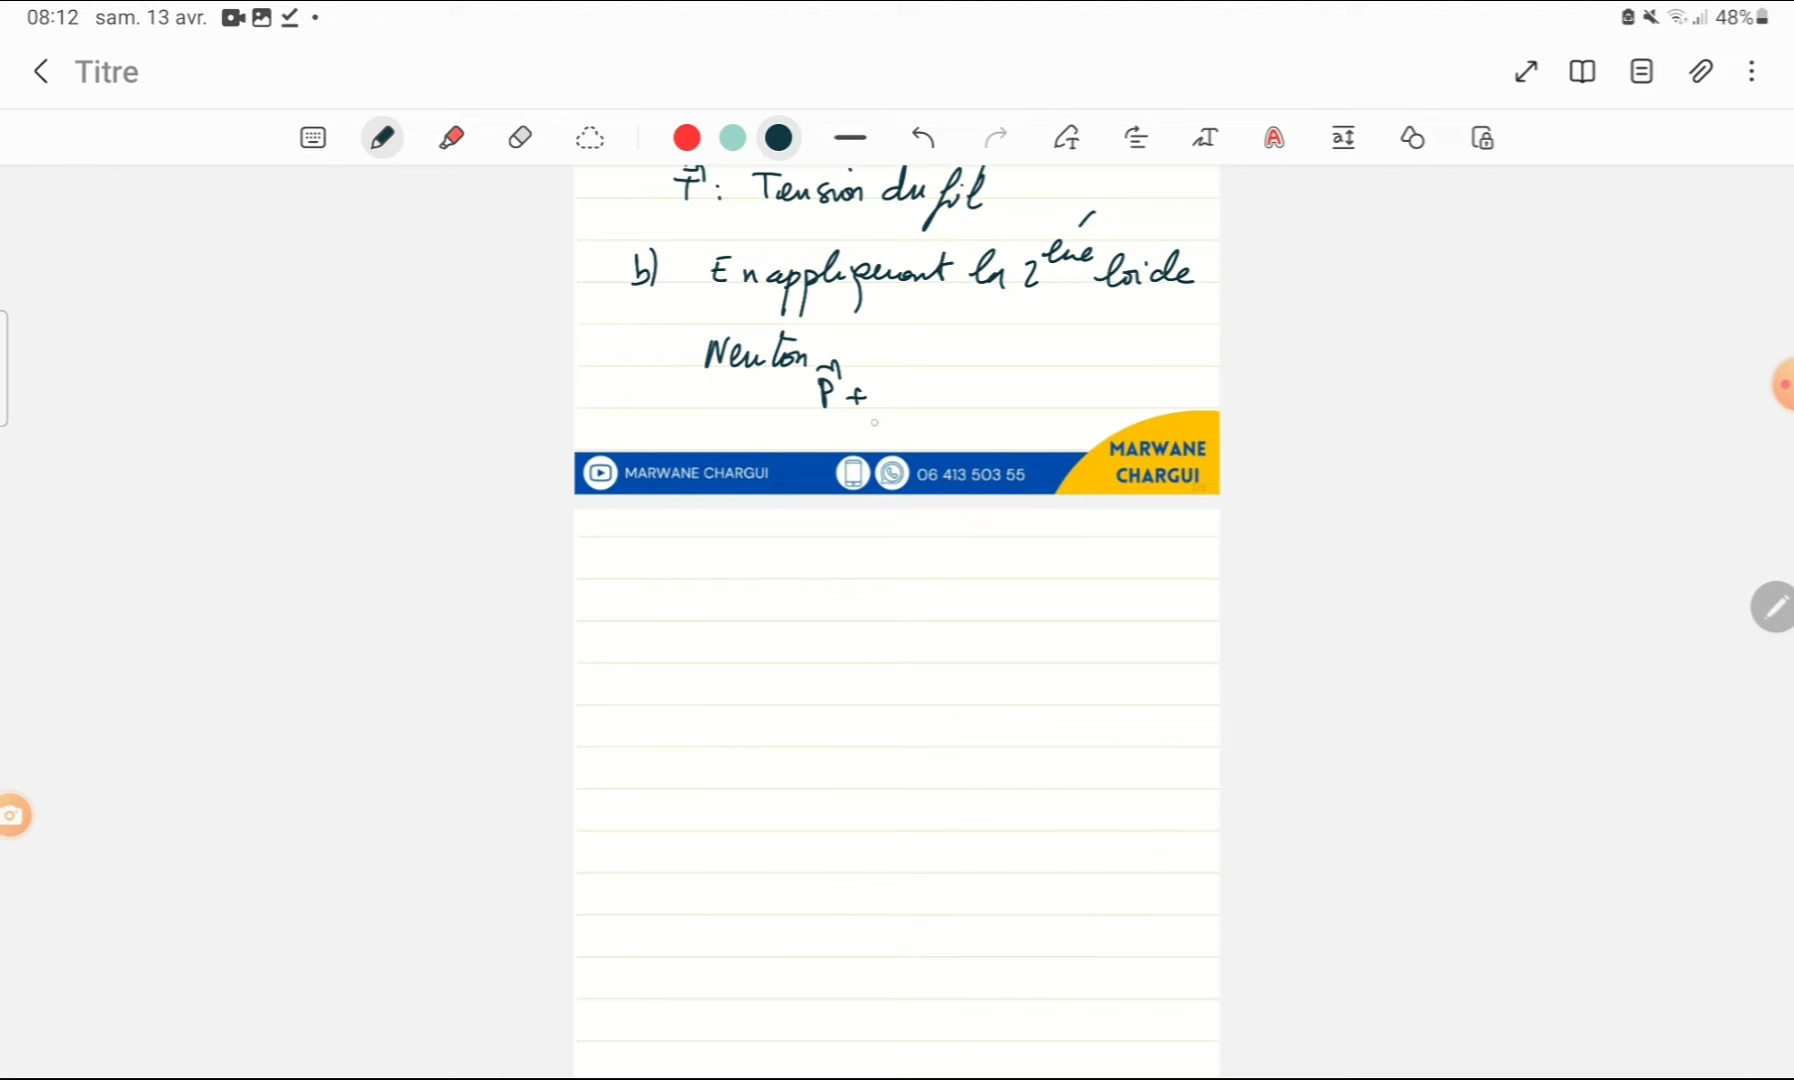 08:12 sam. 13 avr.
48%
Titre
T : Tension du fil
b) En appliquant la 2ème loi de
Newton
P +
MARWANE CHARGUI
06 413 503 55
MARWANE
CHARGUI